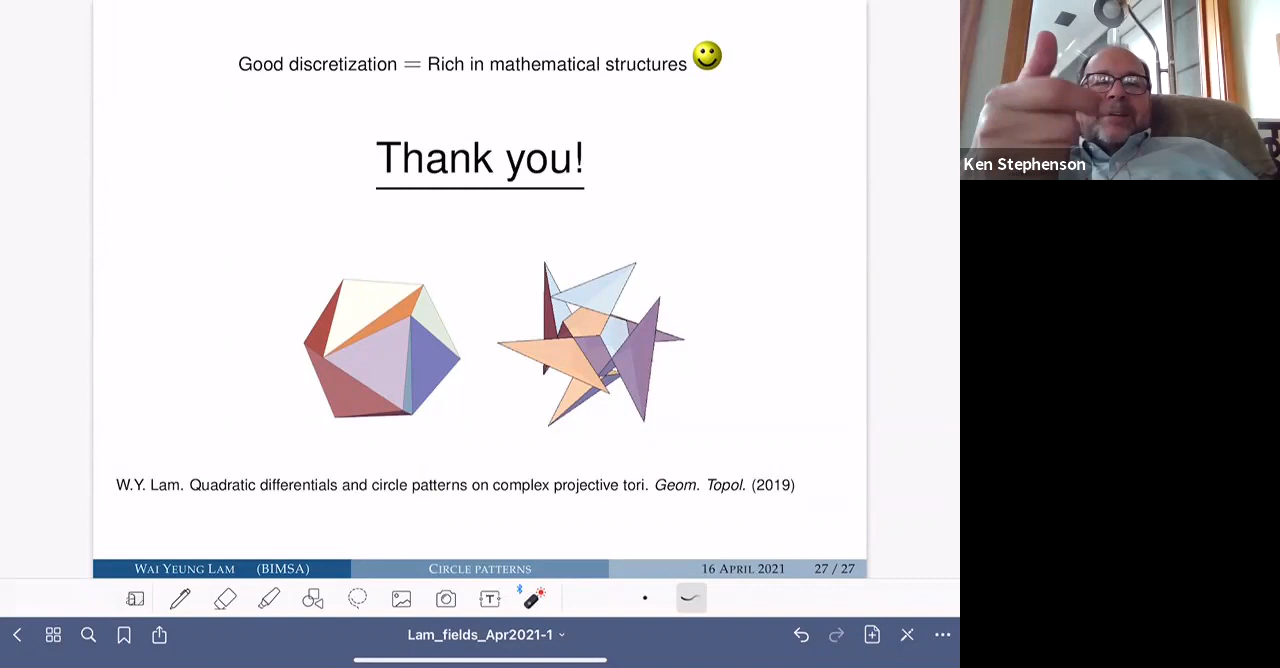 Good discretization = Rich in mathematical structures
Thank you!
W.Y. Lam. Quadratic differentials and circle patterns on complex projective tori. Geom. Topol. (2019)
WAI YEUNG LAM (BIMSA) CIRCLE PATTERNS 16 APRIL 2021 27 / 27
T
Lam_fields_Apr2021-1
Ken Stephenson